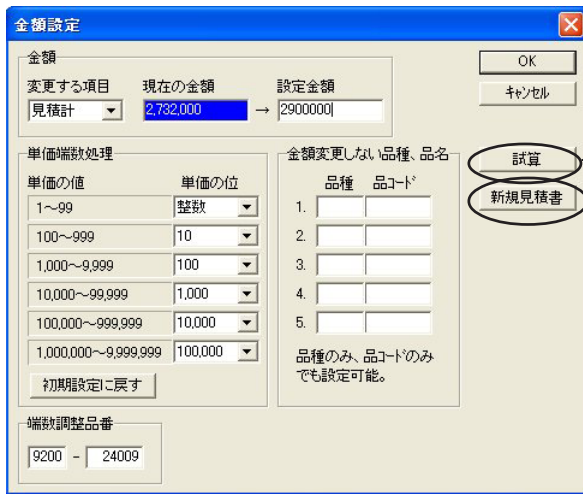 金額設定
金額
変更する項目 現在の金額 設定金額
見積計 2,732,000 → 2900000
OK
キャンセル
単価端数処理
単価の値 単価の位
1～99 整数
100～999 10
1,000～9,999 100
10,000～99,999 1,000
100,000～999,999 10,000
1,000,000～9,999,999 100,000
初期設定に戻す
金額変更しない品種、品名
品種 品コード
1.
2.
3.
4.
5.
品種のみ、品コードのみ
でも設定可能。
試算
新規見積書
端数調整品番
9200 - 24009